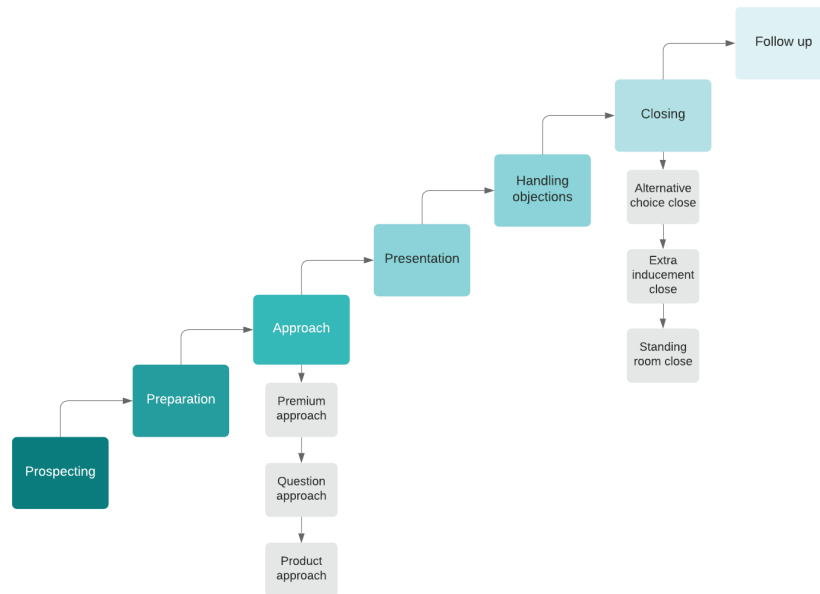 Follow up
Closing
Alternative
choice close
Extra
inducement
close
Standing
room close
Handling
objections
Presentation
Approach
Premium
approach
Question
approach
Product
approach
Preparation
Prospecting